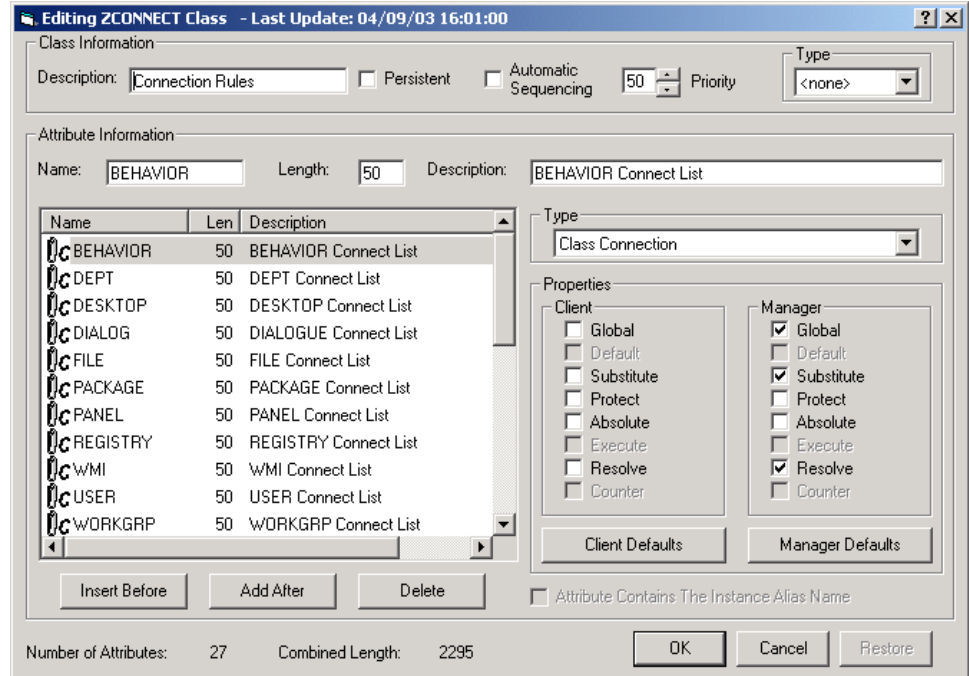 Editing ZCONNECT Class - Last Update: 04/09/03 16:01:00
Class Information
Description: Connection Rules Persistent Automatic Sequencing 50 Priority Type <none>
Attribute Information
Name: BEHAVIOR Length: 50 Description: BEHAVIOR Connect List
Name Len Description
BEHAVIOR 50 BEHAVIOR Connect List
DEPT 50 DEPT Connect List
DESKTOP 50 DESKTOP Connect List
DIALOG 50 DIALOGUE Connect List
FILE 50 FILE Connect List
PACKAGE 50 PACKAGE Connect List
PANEL 50 PANEL Connect List
REGISTRY 50 REGISTRY Connect List
WMI 50 WMI Connect List
USER 50 USER Connect List
WORKGRP 50 WORKGRP Connect List
Type
Class Connection
Properties
Client
Global
Default
Substitute
Protect
Absolute
Execute
Resolve
Counter
Manager
Global
Default
Substitute
Protect
Absolute
Execute
Resolve
Counter
Client Defaults Manager Defaults
Insert Before Add After Delete
Attribute Contains The Instance Alias Name
Number of Attributes: 27 Combined Length: 2295
OK Cancel Restore